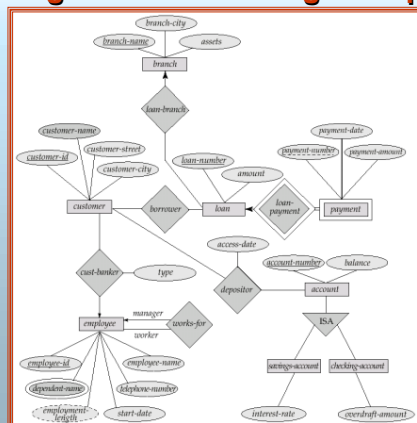 branch-city
branch-name
assets
branch
loan-branch
customer-name
customer-street
customer-id
customer-city
loan-number
amount
payment-date
payment-number
payment-amount
customer
borrower
loan
loan-payment
payment
access-date
account-number
balance
cust-banker
type
depositor
account
manager
employee
works-for
worker
ISA
employee-id
employee-name
savings-account
checking-account
dependent-name
telephone-number
employment-
length
start-date
interest-rate
overdraft-amount